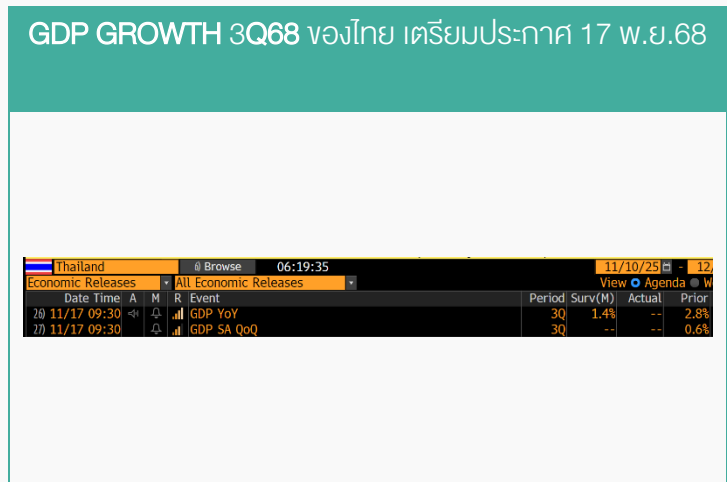 GDP GROWTH 3Q68 ของไทย เตรียมประกาศ 17 พ.ย.68
Thailand Browse 06:19:35 11/10/25 - 12/
Economic Releases All Economic Releases View Agenda W
Date Time A M R Event Period Surv(M) Actual Prior
26) 11/17 09:30 GDP YoY 3Q 1.4% -- 2.8%
27) 11/17 09:30 GDP SA QoQ 3Q -- -- 0.6%